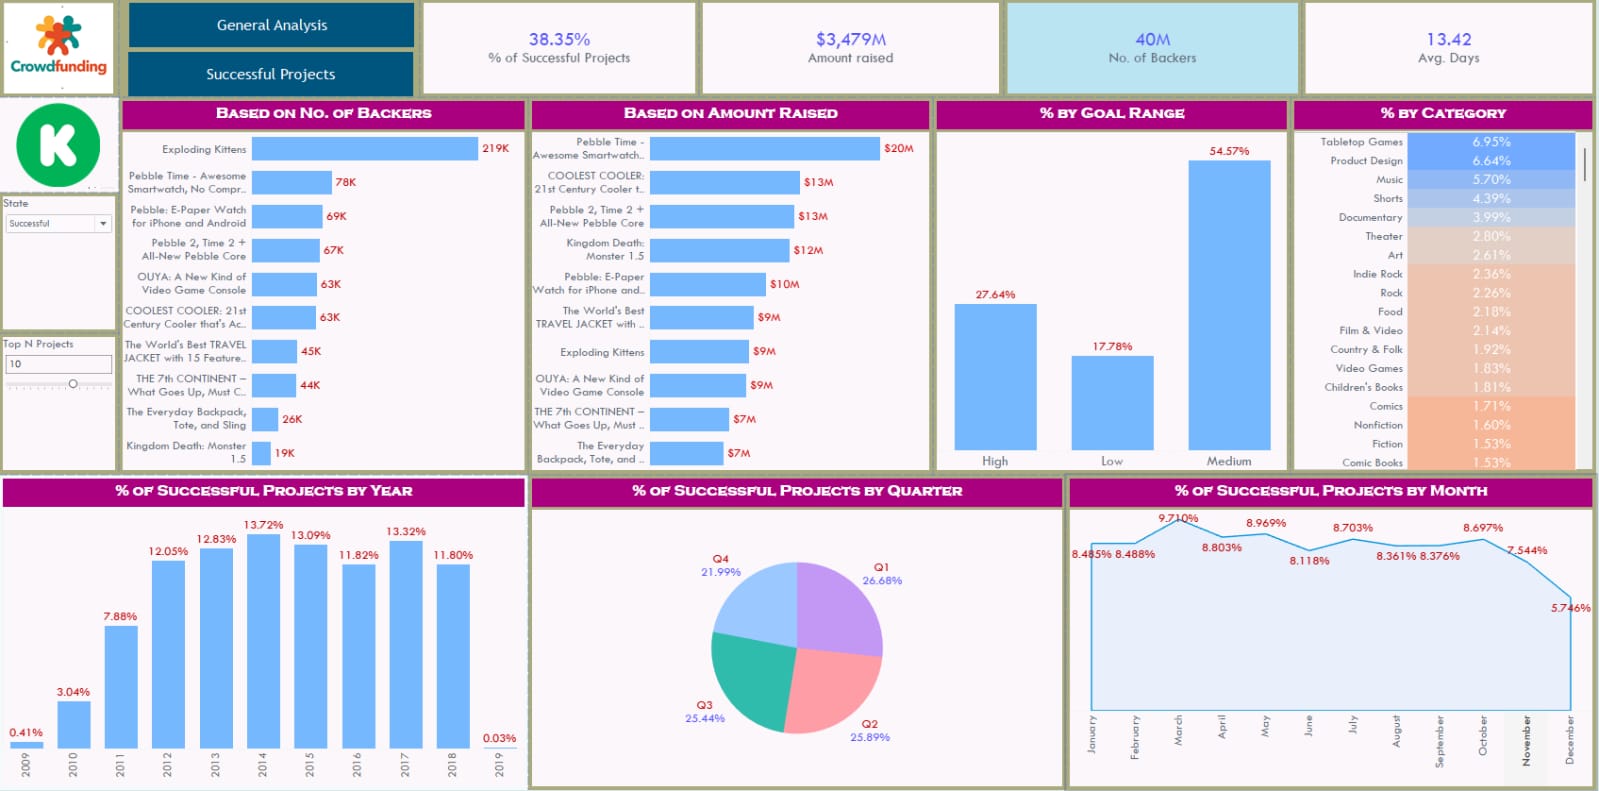 Crowdfunding
General Analysis
Successful Projects
38.35%
% of Successful Projects
$3,479M
Amount raised
40M
No. of Backers
13.42
Avg. Days
K
State
Successful
Top N Projects
10
Based on No. of Backers
Exploding Kittens
219K
Pebble Time - Awesome
Smartwatch, No Compr..
78K
Pebble: E-Paper Watch
for iPhone and Android
69K
Pebble 2, Time 2 +
All-New Pebble Core
67K
OUYA: A New Kind of
Video Game Console
63K
COOLEST COOLER: 21st
Century Cooler that's Ac..
63K
The World's Best TRAVEL
JACKET with 15 Feature..
45K
THE 7th CONTINENT –
What Goes Up, Must C..
44K
The Everyday Backpack,
Tote, and Sling
26K
Kingdom Death: Monster
1.5
19K
Based on Amount Raised
Pebble Time -
Awesome Smartwatch..
$20M
COOLEST COOLER:
21st Century Cooler t..
$13M
Pebble 2, Time 2 +
All-New Pebble Core
$13M
Kingdom Death:
Monster 1.5
$12M
Pebble: E-Paper
Watch for iPhone and..
$10M
The World's Best
TRAVEL JACKET with ..
$9M
Exploding Kittens
$9M
OUYA: A New Kind of
Video Game Console
$9M
THE 7th CONTINENT –
What Goes Up, Must ..
$7M
The Everyday
Backpack, Tote, and ..
$7M
% by Goal Range
27.64%
17.78%
54.57%
High
Low
Medium
% by Category
Tabletop Games 6.95%
Product Design 6.64%
Music 5.70%
Shorts 4.39%
Documentary 3.99%
Theater 2.80%
Art 2.61%
Indie Rock 2.36%
Rock 2.26%
Food 2.18%
Film & Video 2.14%
Country & Folk 1.92%
Video Games 1.83%
Children's Books 1.81%
Comics 1.71%
Nonfiction 1.60%
Fiction 1.53%
Comic Books 1.53%
% of Successful Projects by Year
0.41%
3.04%
7.88%
12.05%
12.83%
13.72%
13.09%
11.82%
13.32%
11.80%
0.03%
2009
2010
2011
2012
2013
2014
2015
2016
2017
2018
2019
% of Successful Projects by Quarter
Q4
21.99%
Q1
26.68%
Q3
25.44%
Q2
25.89%
% of Successful Projects by Month
8.485%
8.488%
9.710%
8.803%
8.969%
8.118%
8.703%
8.361%
8.376%
8.697%
7.544%
5.746%
January
February
March
April
May
June
July
August
September
October
November
December